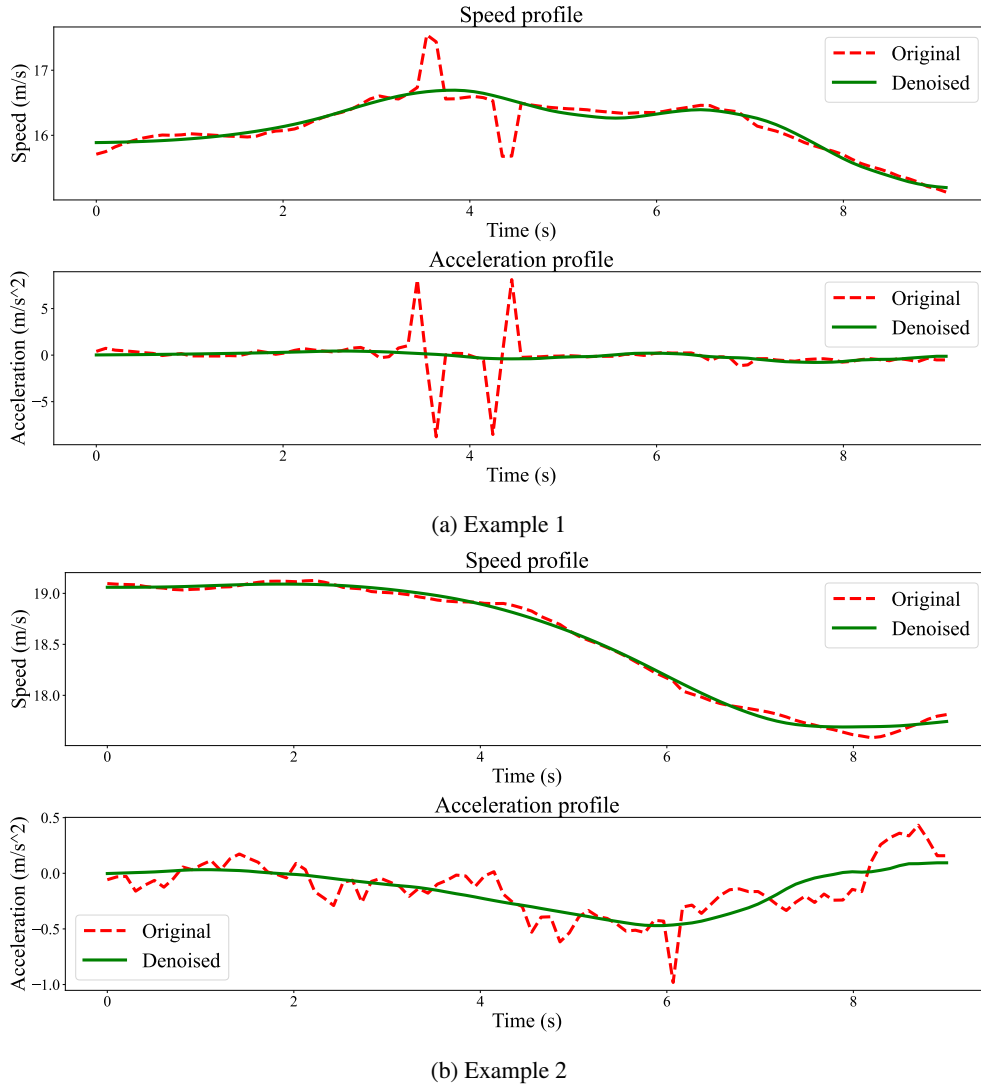 Speed profile
Original
Denoised
17
16
Speed (m/s)
0 2 4 6 8
Time (s)
Acceleration profile
Original
Denoised
5
0
−5
Acceleration (m/s^2)
0 2 4 6 8
Time (s)
(a) Example 1
Speed profile
Original
Denoised
19.0
18.5
18.0
Speed (m/s)
0 2 4 6 8
Time (s)
Acceleration profile
0.5
0.0
−0.5
−1.0
Acceleration (m/s^2)
Original
Denoised
0 2 4 6 8
Time (s)
(b) Example 2